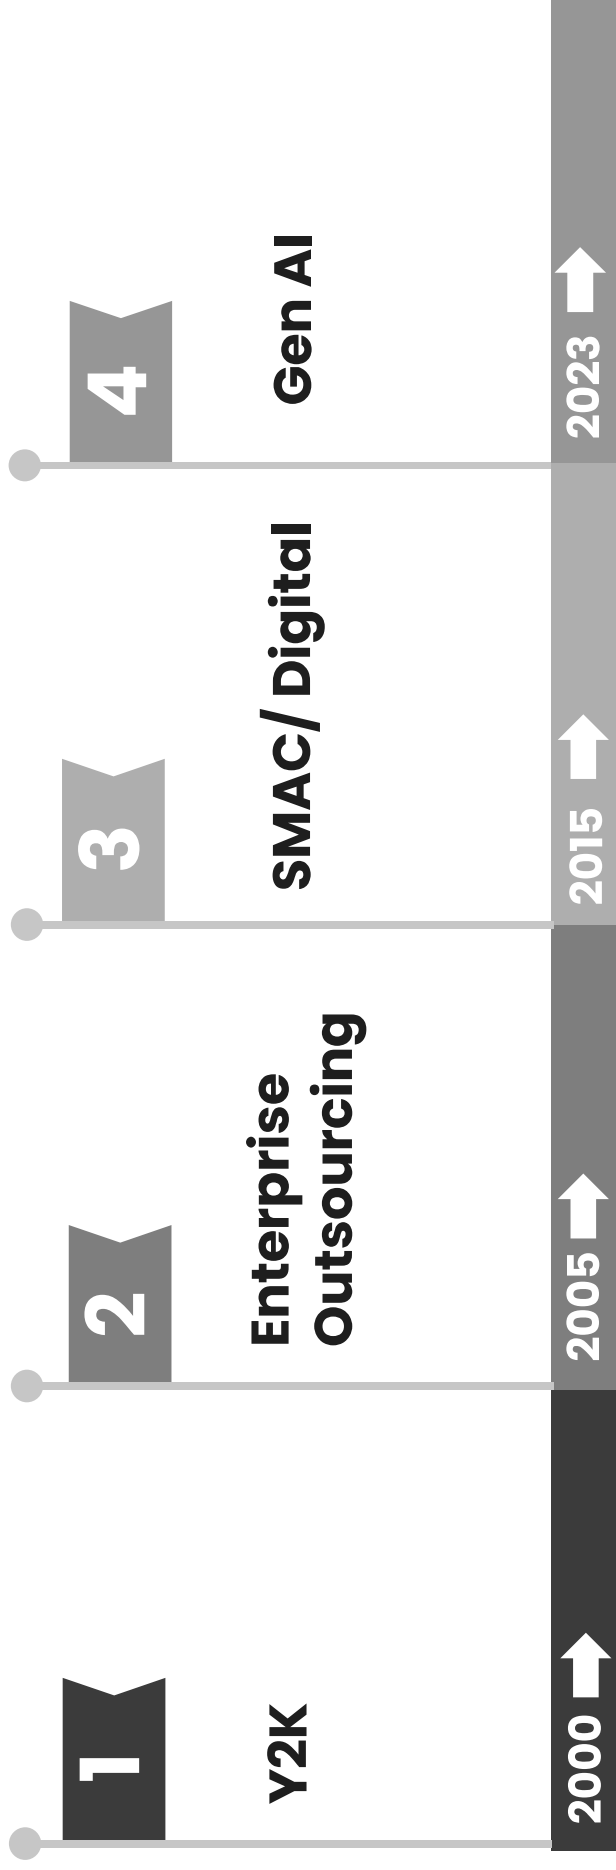 1
Y2K
2000
2
Enterprise
Outsourcing
2005
3
SMAC/ Digital
2015
4
Gen AI
2023